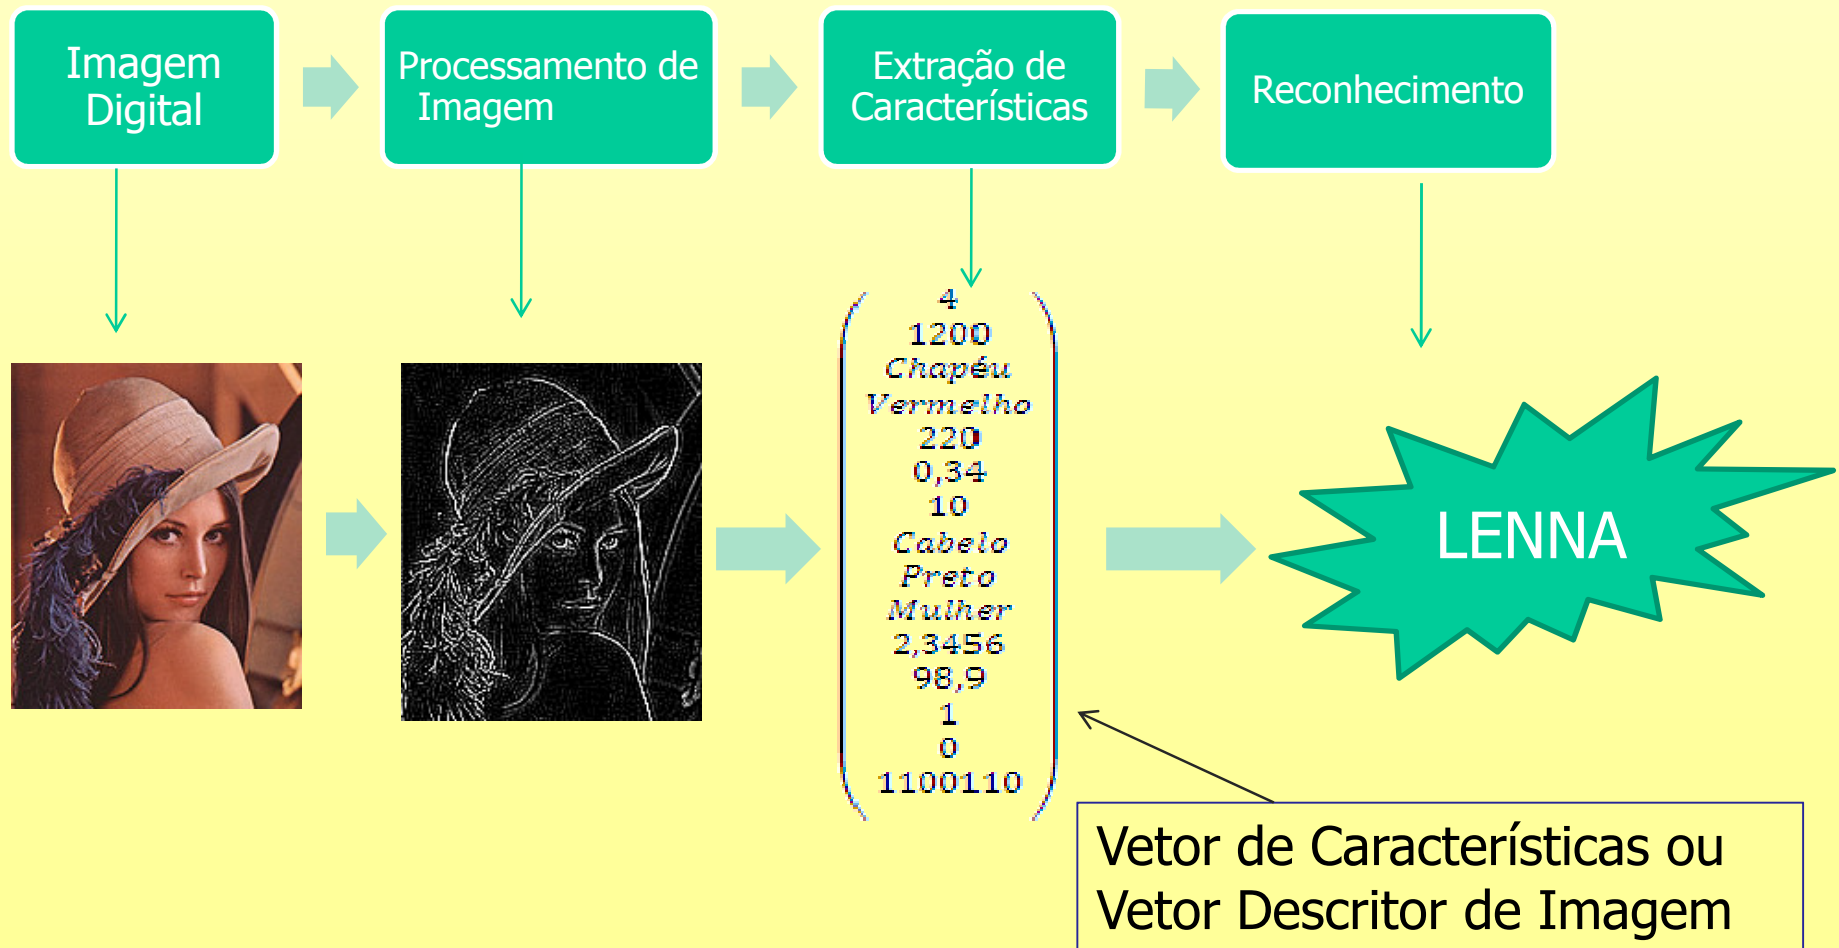 Imagem
Digital
Processamento de
Imagem
Extração de
Características
Reconhecimento
4
1200
Chapéu
Vermelho
220
0,34
10
Cabelo
Preto
Mulher
2,3456
98,9
1
0
1100110
LENNA
Vetor de Características ou
Vetor Descritor de Imagem